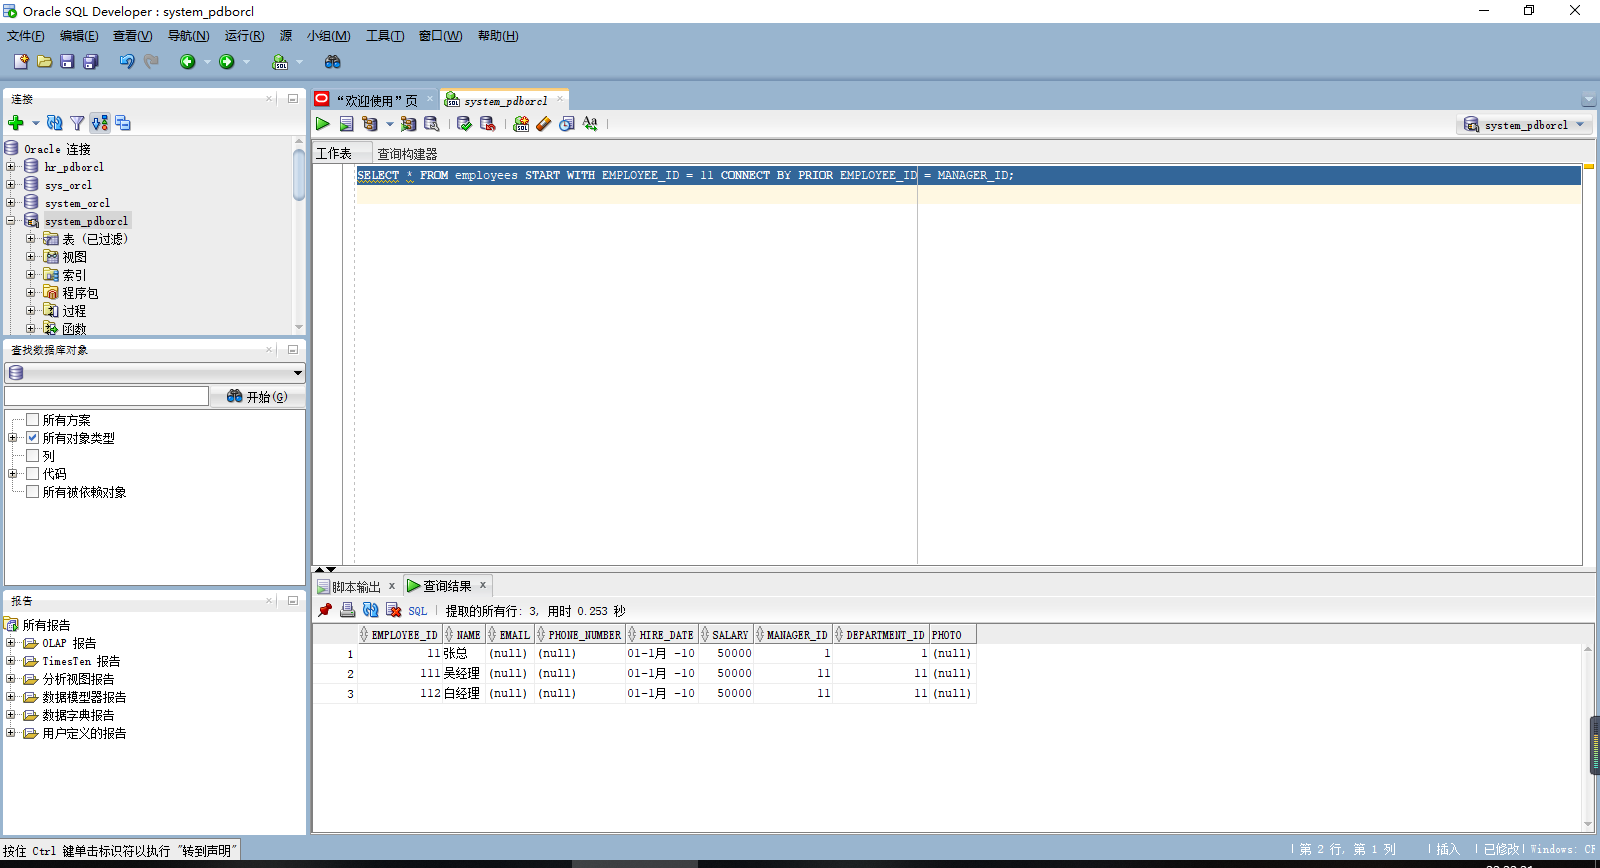 Oracle SQL Developer : system_pdborcl
文件(F) 编辑(E) 查看(V) 导航(N) 运行(R) 源 小组(M) 工具(T) 窗口(W) 帮助(H)
连接
Oracle 连接
hr_pdborcl
sys_orcl
system_orcl
system_pdborcl
表 (已过滤)
视图
索引
程序包
过程
函数
查找数据库对象
开始(G)
所有方案
所有对象类型
列
代码
所有被依赖对象
报告
所有报告
OLAP 报告
TimesTen 报告
分析视图报告
数据模型器报告
数据字典报告
用户定义的报告
“欢迎使用”页 system_pdborcl
system_pdborcl
工作表 查询构建器
SELECT * FROM employees START WITH EMPLOYEE_ID = 11 CONNECT BY PRIOR EMPLOYEE_ID = MANAGER_ID;
脚本输出 查询结果
SQL 提取的所有行: 3, 用时 0.253 秒
EMPLOYEE_ID NAME EMAIL PHONE_NUMBER HIRE_DATE SALARY MANAGER_ID DEPARTMENT_ID PHOTO
1 11 张总 (null) (null) 01-1月 -10 50000 1 1 (null)
2 111 吴经理 (null) (null) 01-1月 -10 50000 11 11 (null)
3 112 白经理 (null) (null) 01-1月 -10 50000 11 11 (null)
按住 Ctrl 键单击标识符以执行 "转到声明"
第 2 行, 第 1 列 插入 已修改 Windows: CR